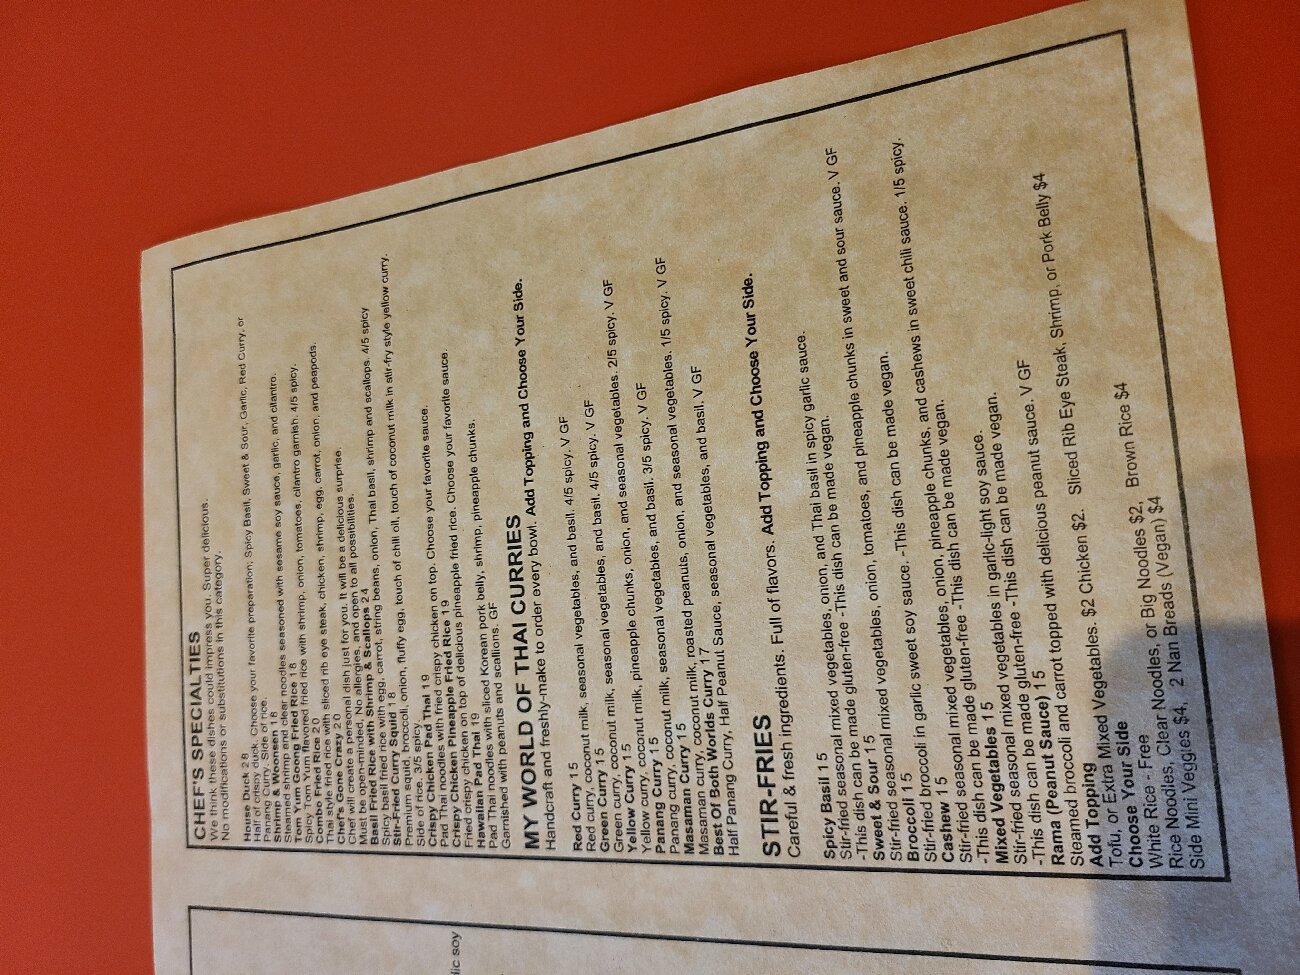 CHEF'S SPECIALTIES
We think these dishes could impress you. Super delicious.
No modifications or substitutions in this category.
House Duck 28
Half of crispy duck. Choose your favorite preparation: Spicy Basil, Sweet & Sour, Garlic, Red Curry, or
Panang Curry. Side of rice.
Shrimp & Woonsen 18
Steamed shrimp and clear noodles seasoned with sesame soy sauce, garlic, and cilantro.
Tom Yum Goong Fried Rice 18
Spicy Tom Yum flavored fried rice with shrimp, onion, tomatoes, cilantro garnish. 4/5 spicy.
Combo Fried Rice 20
Thai style fried rice with sliced rib eye steak, chicken, shrimp, egg, carrot, onion, and peapods.
Chef's Gone Crazy 20
Chef will create a personal dish just for you. It will be a delicious surprise.
Must be open-minded. No allergies, and open to all possibilities.
Basil Fried Rice with Shrimp & Scallops 24
Spicy basil fried rice with egg, carrot, string beans, onion, Thai basil, shrimp and scallops. 4/5 spicy
Stir-Fried Curry Squid 18
Premium squid, broccoli, onion, fluffy egg, touch of chili oil, touch of coconut milk in stir-fry style yellow curry.
Side of rice. 3/5 spicy
Crispy Chicken Pad Thai 19
Pad Thai noodles with fried crispy chicken on top. Choose your favorite sauce.
Crispy Chicken Pineapple Fried Rice 19
Fried crispy chicken on top of delicious pineapple fried rice. Choose your favorite sauce.
Hawaiian Pad Thai 19
Pad Thai noodles with sliced Korean pork belly, shrimp, pineapple chunks.
Garnished with peanuts and scallions. GF
MY WORLD OF THAI CURRIES
Handcraft and freshly-make to order every bowl. Add Topping and Choose Your Side.
Red Curry 15
Red curry, coconut milk, seasonal vegetables, and basil. 4/5 spicy. V GF
Green Curry 15
Green curry, coconut milk, seasonal vegetables, and basil. 4/5 spicy. V GF
Yellow Curry 15
Yellow curry, coconut milk, pineapple chunks, onion, and seasonal vegetables. 2/5 spicy. V GF
Panang Curry 15
Panang curry, coconut milk, seasonal vegetables, and basil. 3/5 spicy. V GF
Masaman Curry 15
Masaman curry, coconut milk, roasted peanuts, onion, and seasonal vegetables. 1/5 spicy. V GF
Best Of Both Worlds Curry 17
Half Panang Curry, Half Peanut Sauce, seasonal vegetables, and basil. V GF
STIR-FRIES
Careful & fresh ingredients. Full of flavors. Add Topping and Choose Your Side.
Spicy Basil 15
Stir-fried seasonal mixed vegetables, onion, and Thai basil in spicy garlic sauce.
-This dish can be made gluten-free -This dish can be made vegan.
Sweet & Sour 15
Stir-fried seasonal mixed vegetables, onion, tomatoes, and pineapple chunks in sweet and sour sauce. V GF
Broccoli 15
Stir-fried broccoli in garlic sweet soy sauce. -This dish can be made vegan.
Cashew 15
Stir-fried seasonal mixed vegetables, onion, pineapple chunks, and cashews in sweet chili sauce. 1/5 spicy.
-This dish can be made gluten-free -This dish can be made vegan.
Mixed Vegetables 15
Stir-fried seasonal mixed vegetables in garlic-light soy sauce.
-This dish can be made gluten-free -This dish can be made vegan.
Rama (Peanut Sauce) 15
Steamed broccoli and carrot topped with delicious peanut sauce. V GF
Add Topping
Tofu, or Extra Mixed Vegetables. $2 Chicken $2. Sliced Rib Eye Steak, Shrimp, or Pork Belly $4
Choose Your Side
White Rice - Free
Rice Noodles, Clear Noodles, or Big Noodles $2, Brown Rice $4
Side Mini Veggies $4, 2 Nan Breads (Vegan) $4
soy